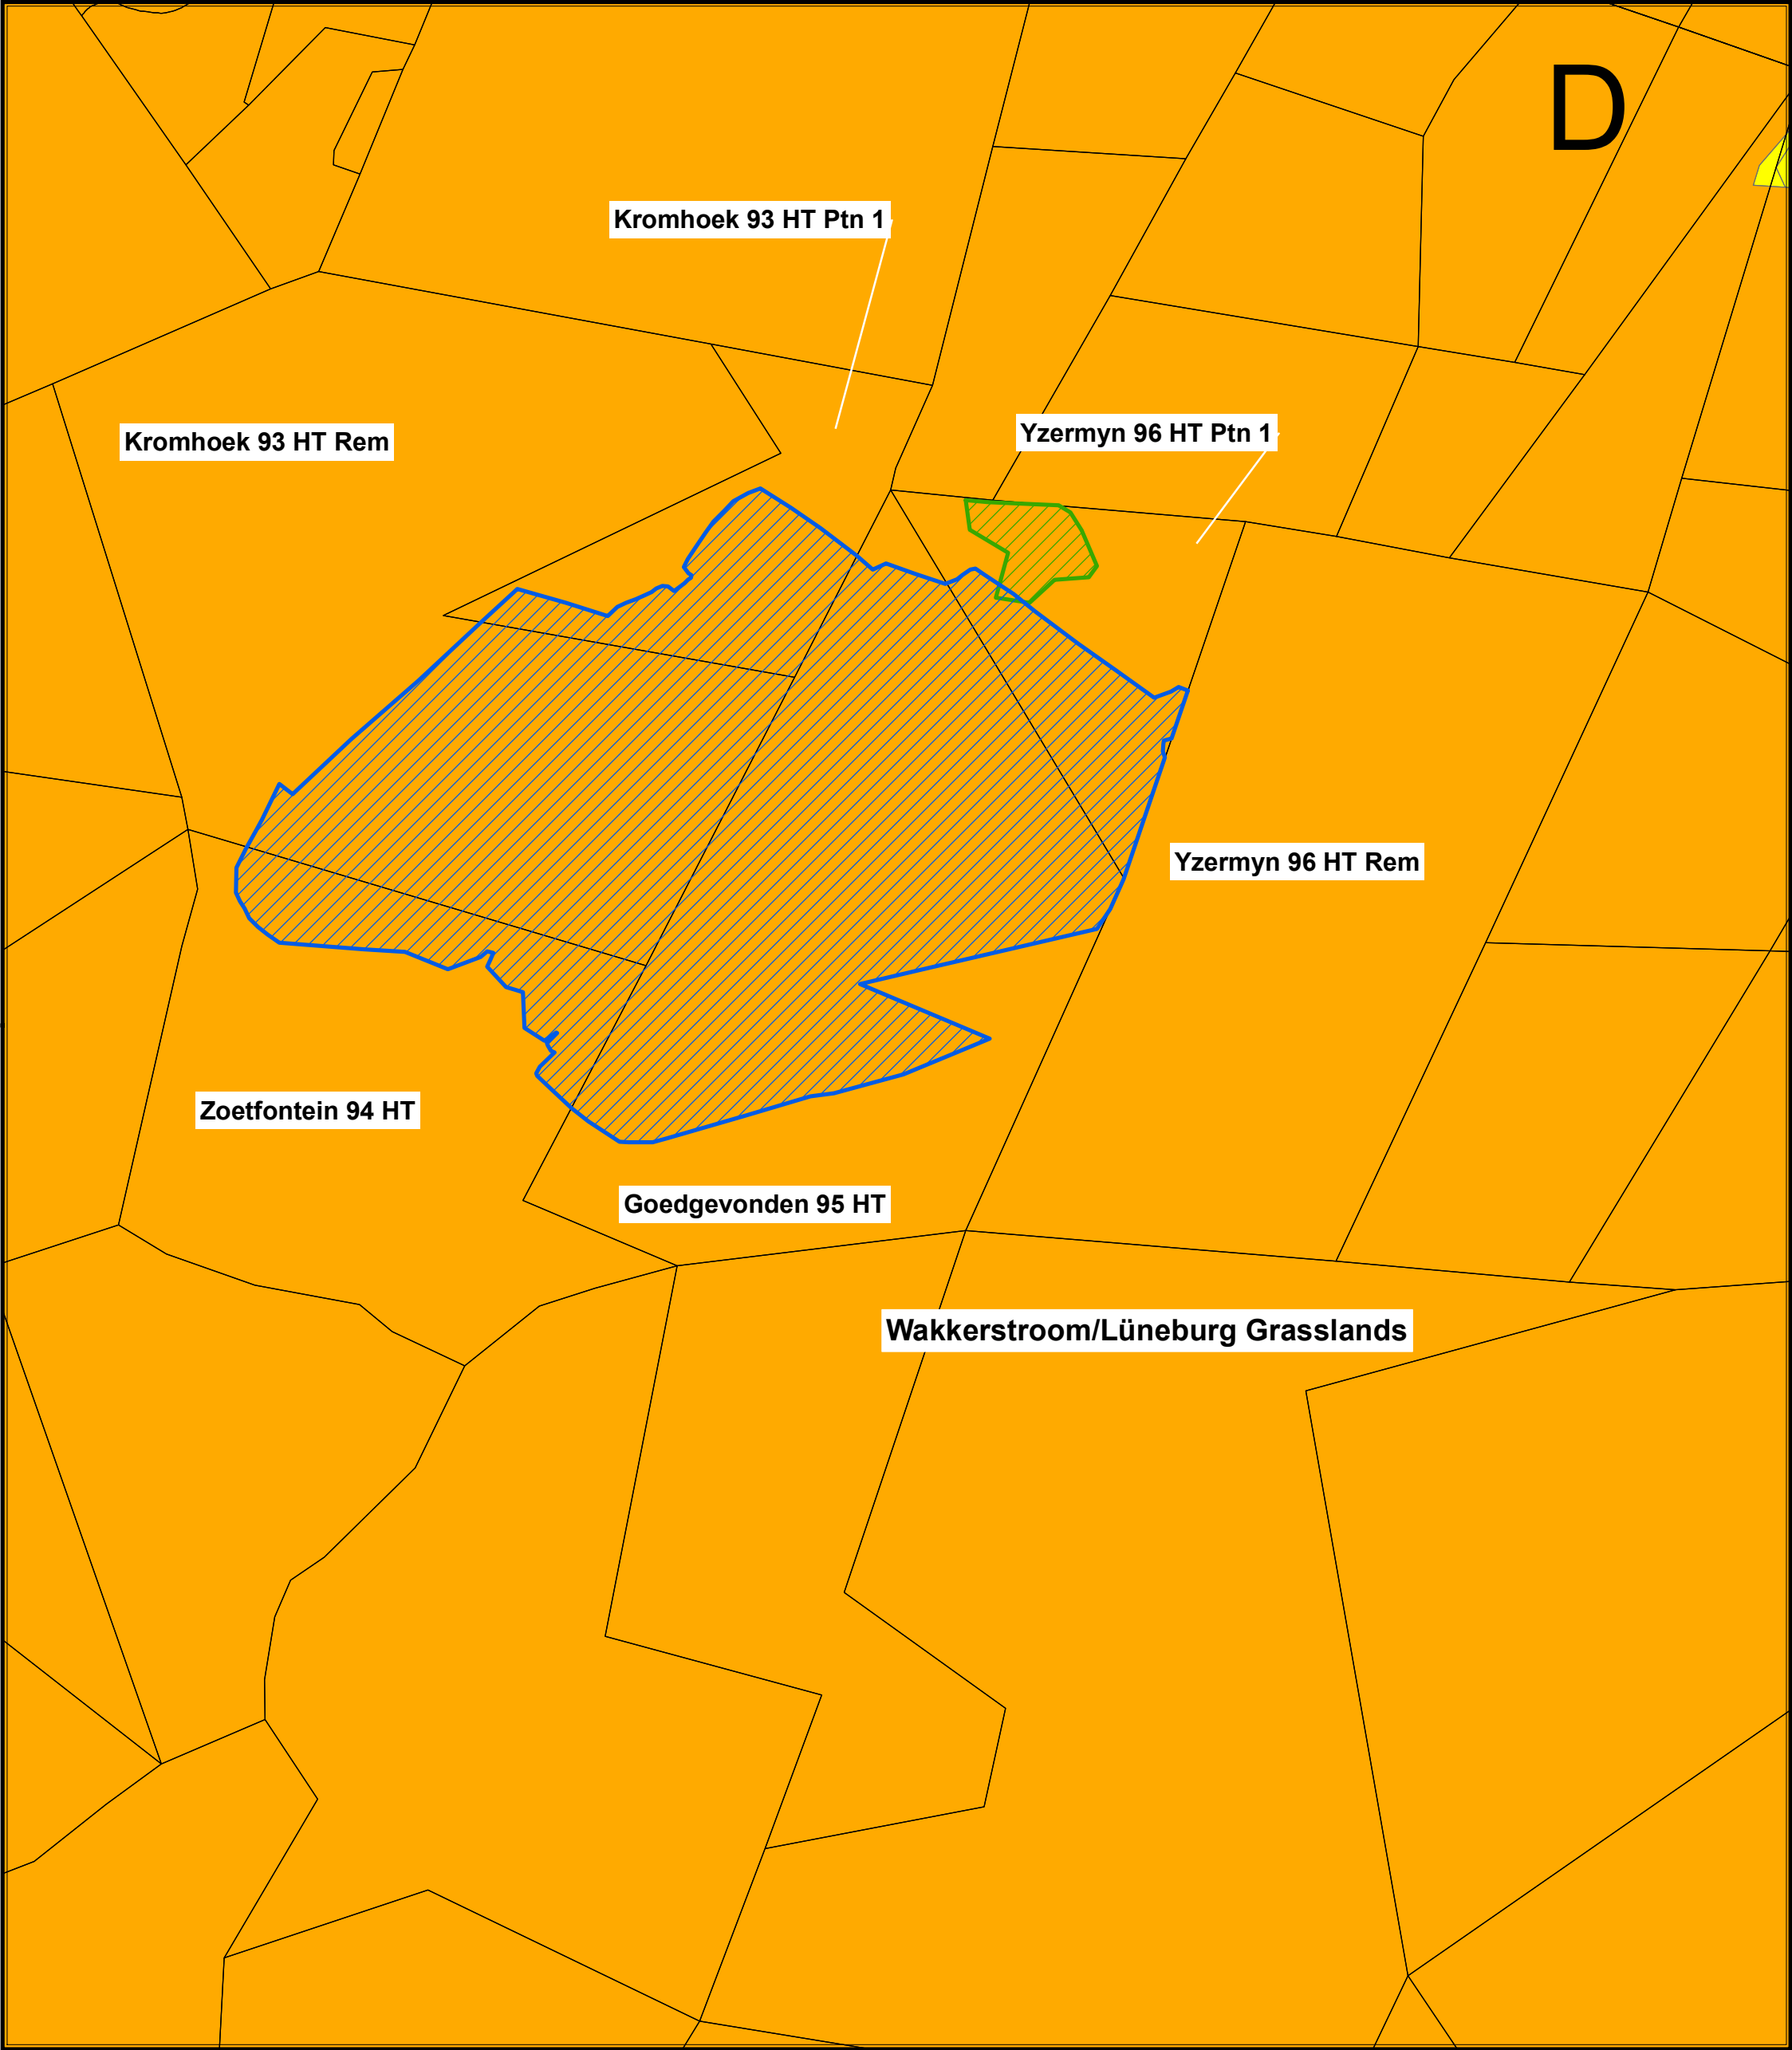 D
Kromhoek 93 HT Ptn 1
Kromhoek 93 HT Rem
Yzermyn 96 HT Ptn 1
Yzermyn 96 HT Rem
Zoetfontein 94 HT
Goedgevonden 95 HT
Wakkerstroom/Lüneburg Grasslands